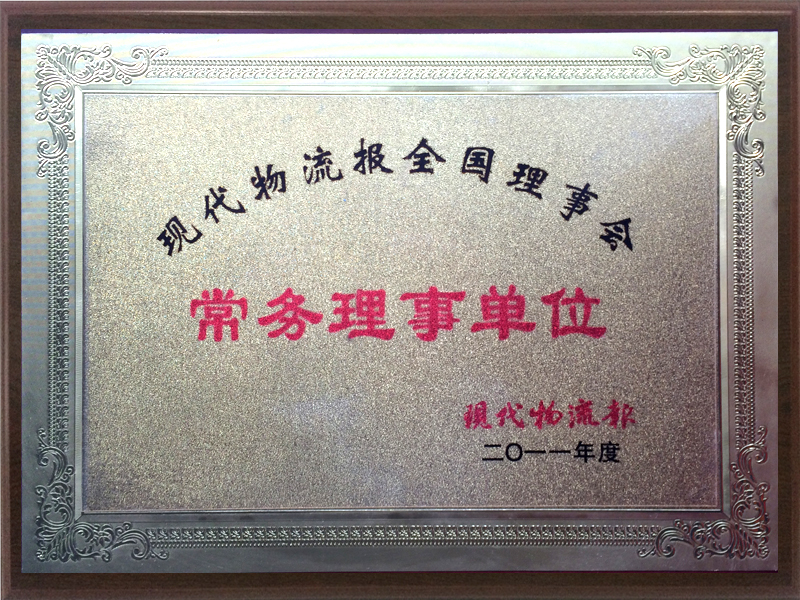 现代物流报全国理事会
常务理事单位
现代物流报
二〇一一年度